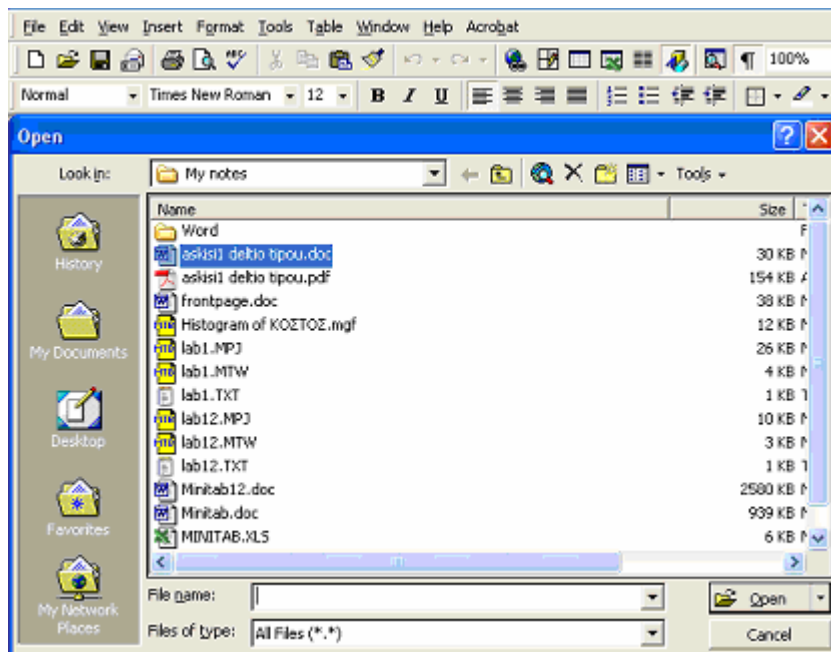 File Edit View Insert Format Tools Table Window Help Acrobat
100%
Normal Times New Roman 12 B I U
Open
Look in: My notes Tools
Name Size
Word
askisi1 deltio tipou.doc 30 KB
askisi1 deltio tipou.pdf 154 KB
frontpage.doc 38 KB
Histogram of ΚΟΣΤΟΣ.mgf 12 KB
lab1.MPJ 26 KB
lab1.MTW 4 KB
lab1.TXT 1 KB
lab12.MPJ 10 KB
lab12.MTW 3 KB
lab12.TXT 1 KB
Minitab12.doc 2580 KB
Minitab.doc 939 KB
MINITAB.XLS 6 KB
History
My Documents
Desktop
Favorites
My Network
Places
File name: Open
Files of type: All Files (*.*) Cancel